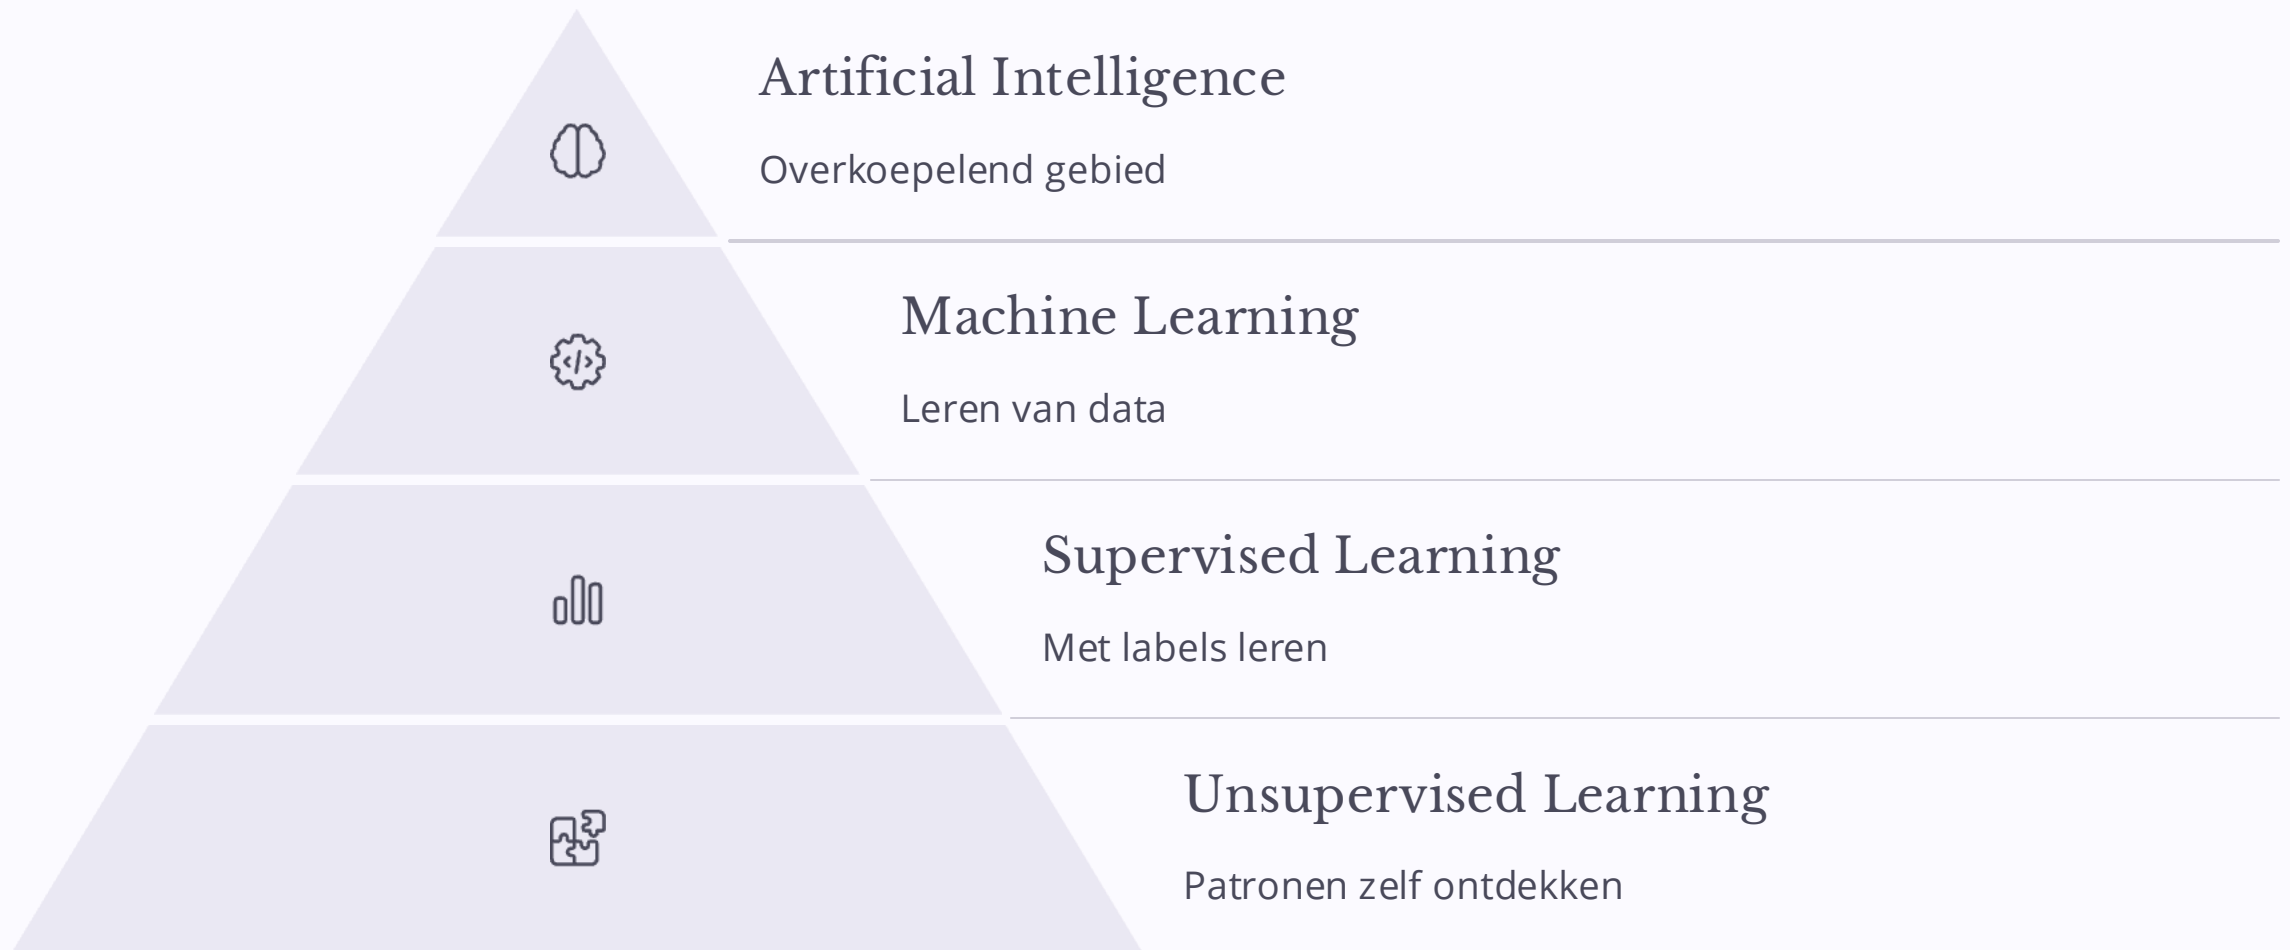 Artificial Intelligence
Overkoepelend gebied
Machine Learning
Leren van data
Supervised Learning
Met labels leren
Unsupervised Learning
Patronen zelf ontdekken